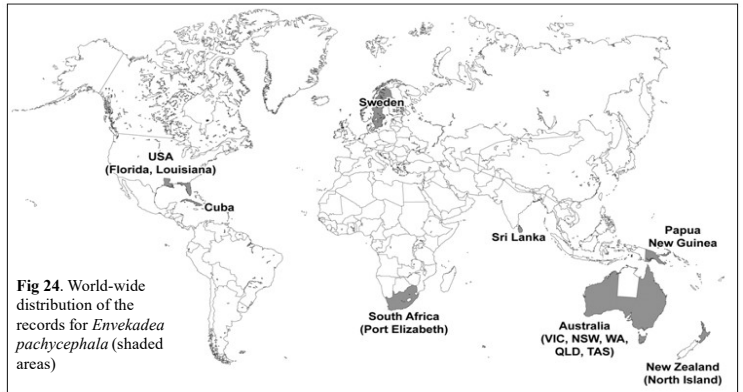 Sweden
USA
(Florida, Louisiana)
Cuba
Sri Lanka
Papua
New Guinea
Fig 24. World-wide
distribution of the
records for Envekadea
pachycephala (shaded
areas)
South Africa
(Port Elizabeth)
Australia
(VIC, NSW, WA,
QLD, TAS)
New Zealand
(North Island)